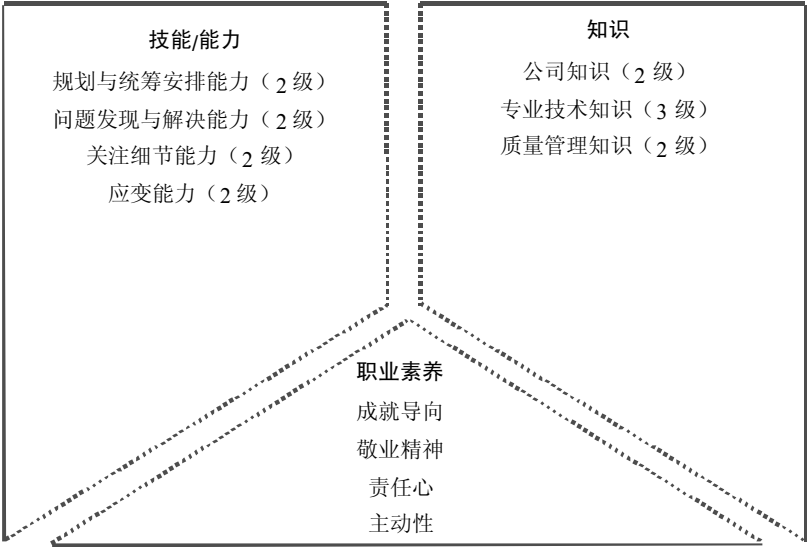 技能/能力
规划与统筹安排能力（2 级）
问题发现与解决能力（2 级）
关注细节能力（2 级）
应变能力（2 级）
知识
公司知识（2 级）
专业技术知识（3 级）
质量管理知识（2 级）
职业素养
成就导向
敬业精神
责任心
主动性